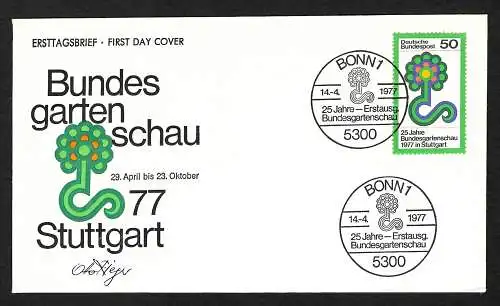 ERSTTAGSBRIEF · FIRST DAY COVER
Bundes
garten
schau
29. April bis 23. Oktober
77
Stuttgart
BONN 1
14.-4. 1977
25 Jahre – Erstausg.
Bundesgartenschau
5300
Deutsche
Bundespost 50
25 Jahre
Bundesgartenschau
1977 in Stuttgart
BONN 1
14.-4. 1977
25 Jahre – Erstausg.
Bundesgartenschau
5300